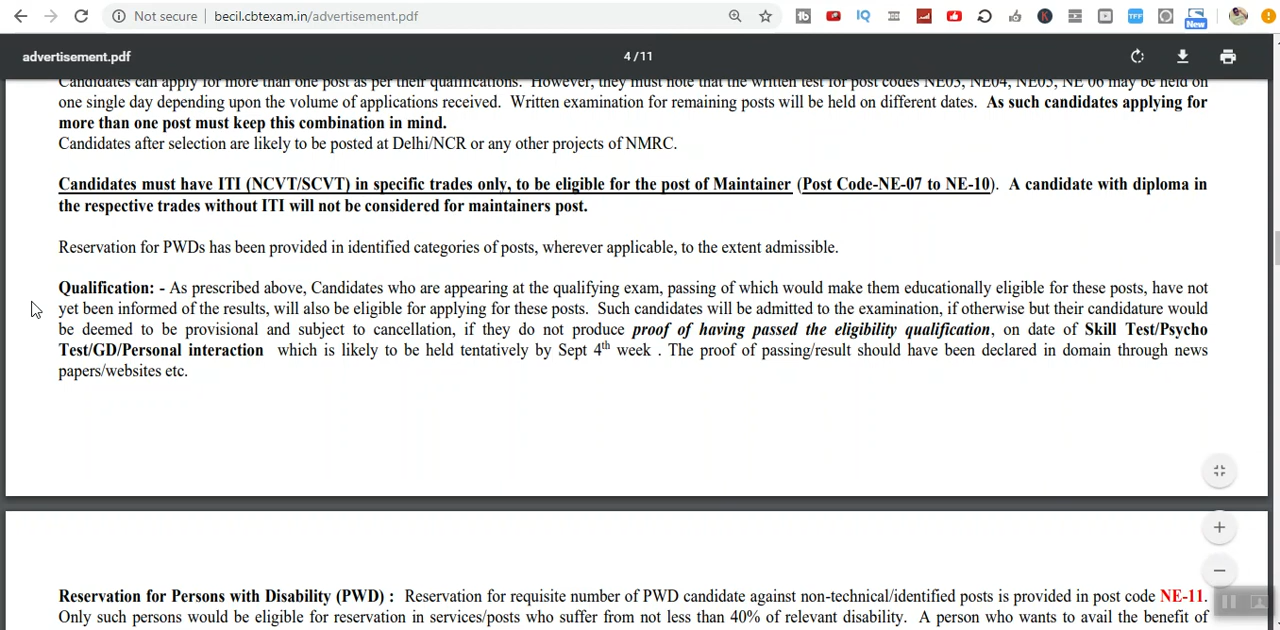 Not secure | becil.cbtexam.in/advertisement.pdf
New
advertisement.pdf
4 / 11
Candidates can apply for more than one post as per their qualifications. However, they must note that the written test for post codes NE03, NE04, NE05, NE 06 may be held on
one single day depending upon the volume of applications received. Written examination for remaining posts will be held on different dates. As such candidates applying for
more than one post must keep this combination in mind.
Candidates after selection are likely to be posted at Delhi/NCR or any other projects of NMRC.
Candidates must have ITI (NCVT/SCVT) in specific trades only, to be eligible for the post of Maintainer (Post Code-NE-07 to NE-10). A candidate with diploma in
the respective trades without ITI will not be considered for maintainers post.
Reservation for PWDs has been provided in identified categories of posts, wherever applicable, to the extent admissible.
Qualification: - As prescribed above, Candidates who are appearing at the qualifying exam, passing of which would make them educationally eligible for these posts, have not
yet been informed of the results, will also be eligible for applying for these posts. Such candidates will be admitted to the examination, if otherwise but their candidature would
be deemed to be provisional and subject to cancellation, if they do not produce proof of having passed the eligibility qualification, on date of Skill Test/Psycho
Test/GD/Personal interaction which is likely to be held tentatively by Sept 4th week . The proof of passing/result should have been declared in domain through news
papers/websites etc.
Reservation for Persons with Disability (PWD) : Reservation for requisite number of PWD candidate against non-technical/identified posts is provided in post code NE-11.
Only such persons would be eligible for reservation in services/posts who suffer from not less than 40% of relevant disability. A person who wants to avail the benefit of